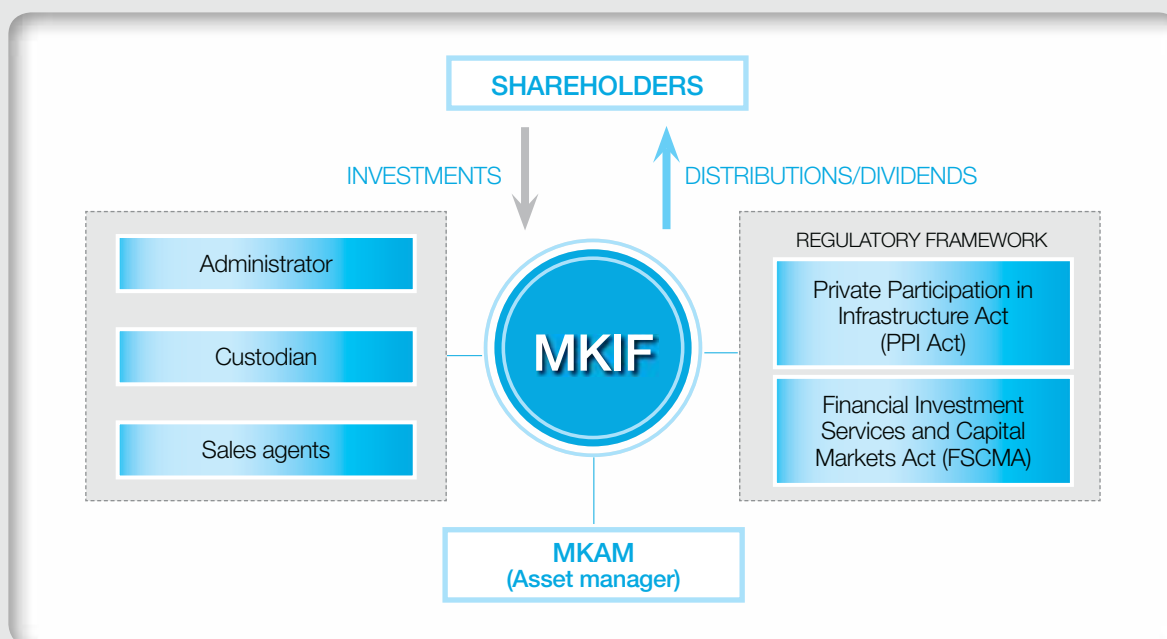 SHAREHOLDERS
INVESTMENTS
DISTRIBUTIONS/DIVIDENDS
Administrator
Custodian
Sales agents
MKIF
REGULATORY FRAMEWORK
Private Participation in
Infrastructure Act
(PPI Act)
Financial Investment
Services and Capital
Markets Act (FSCMA)
MKAM
(Asset manager)